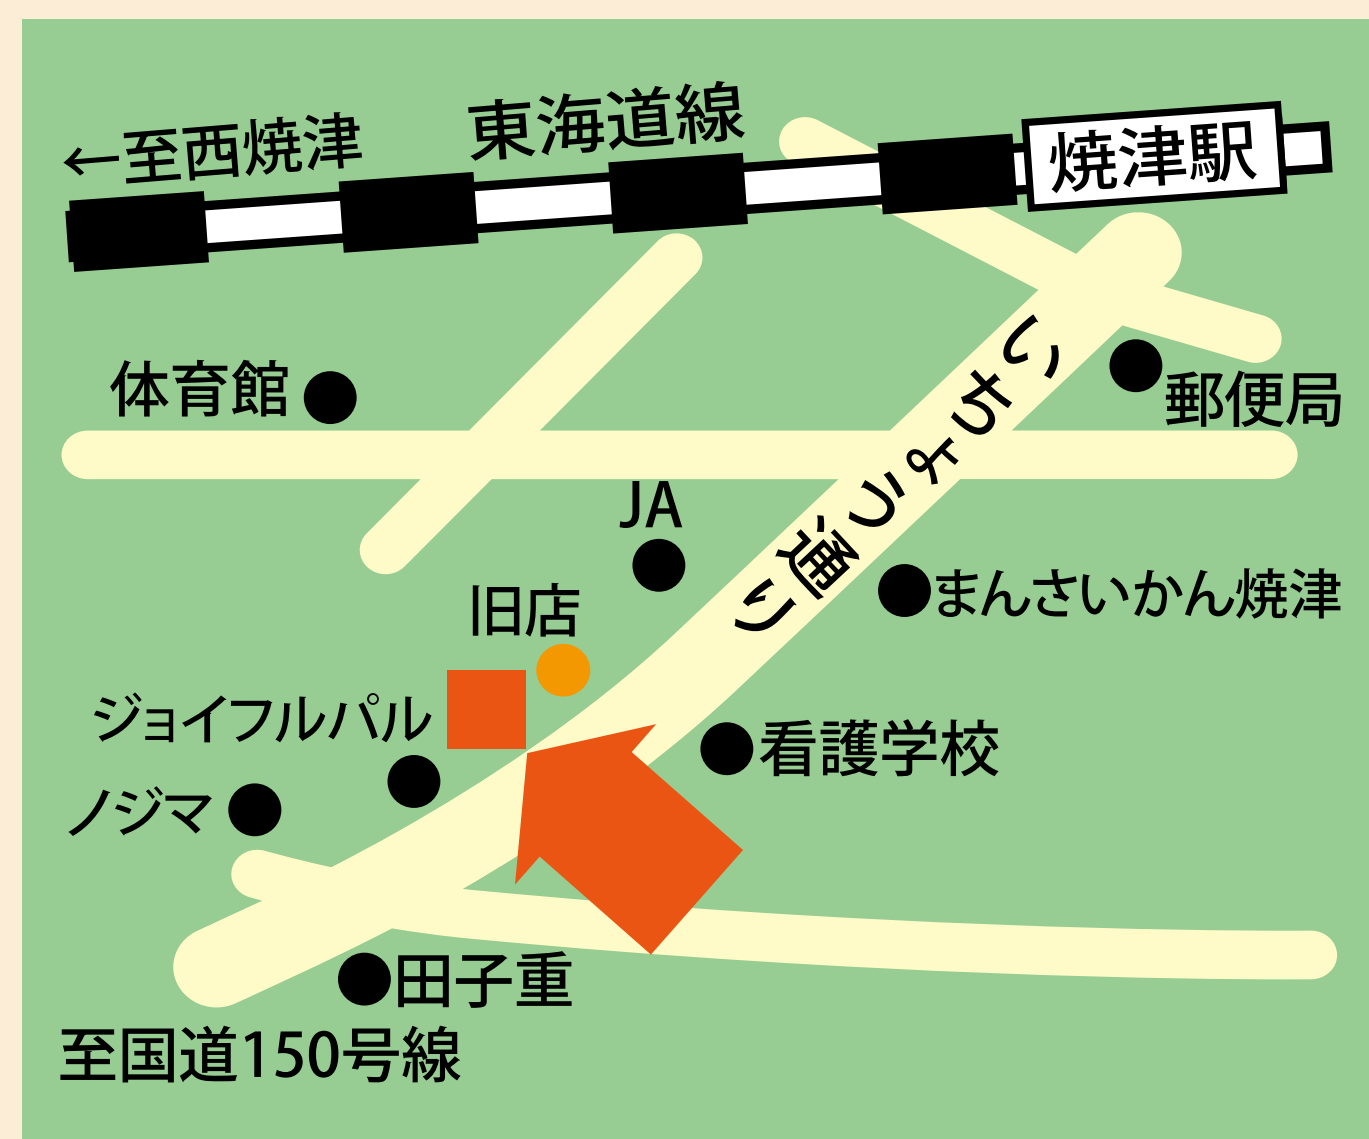 東海道線
←至西焼津
焼津駅
体育館
郵便局
いちょう通り
JA
まんさいかん焼津
旧店
ジョイフルパル
看護学校
ノジマ
田子重
至国道150号線